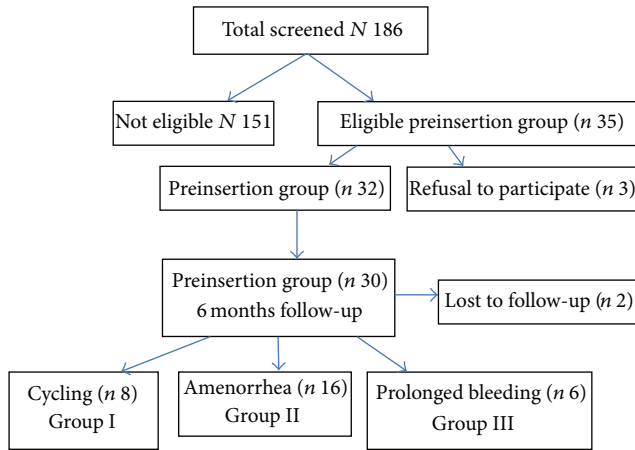 Total screened N 186
Not eligible N 151
Eligible preinsertion group (n 35)
Preinsertion group (n 32)
Refusal to participate (n 3)
Preinsertion group (n 30)
6 months follow-up
Lost to follow-up (n 2)
Cycling (n 8)
Group I
Amenorrhea (n 16)
Group II
Prolonged bleeding (n 6)
Group III